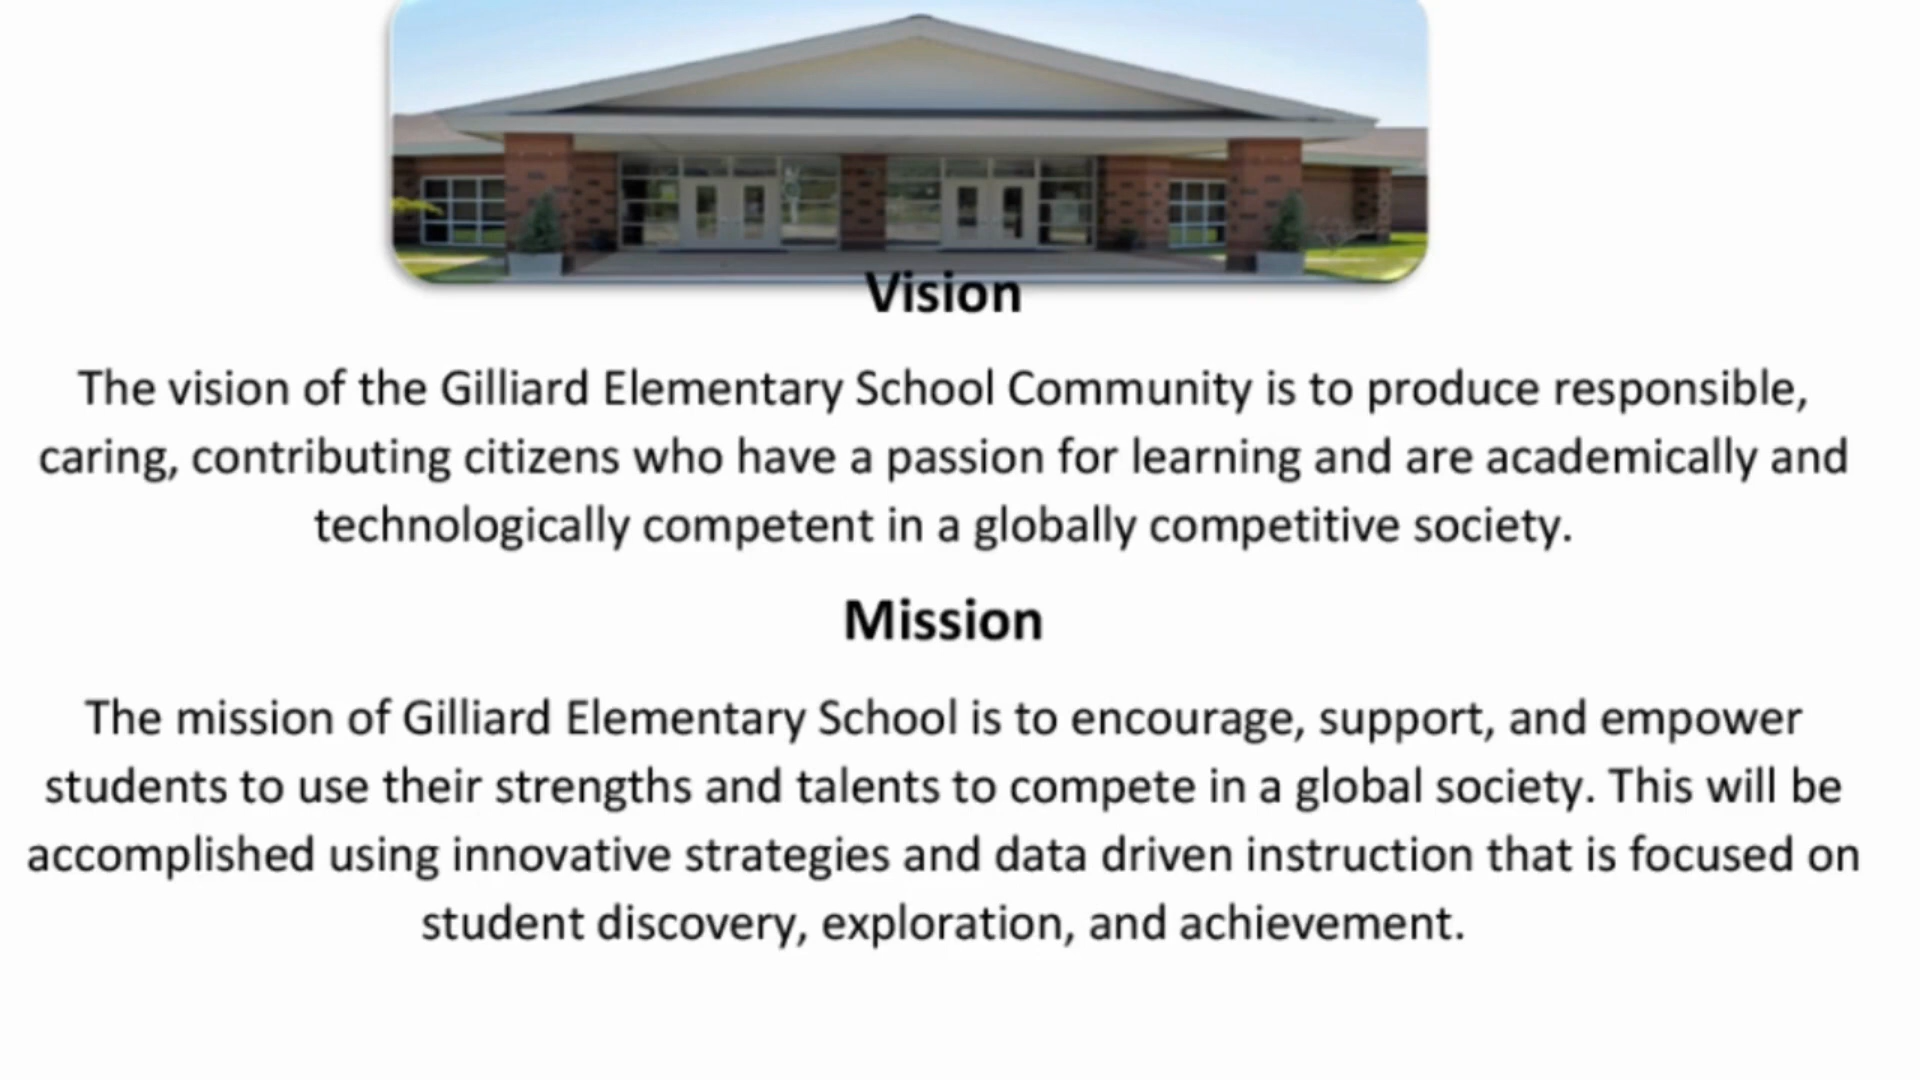 Vision
The vision of the Gilliard Elementary School Community is to produce responsible,
caring, contributing citizens who have a passion for learning and are academically and
technologically competent in a globally competitive society.
Mission
The mission of Gilliard Elementary School is to encourage, support, and empower
students to use their strengths and talents to compete in a global society. This will be
accomplished using innovative strategies and data driven instruction that is focused on
student discovery, exploration, and achievement.